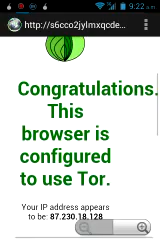 9:22 AM
http://s6cco2jylmxqcde...
Congratulations.
This
browser is
configured
to use Tor.
Your IP address appears
to be: 87.230.18.128